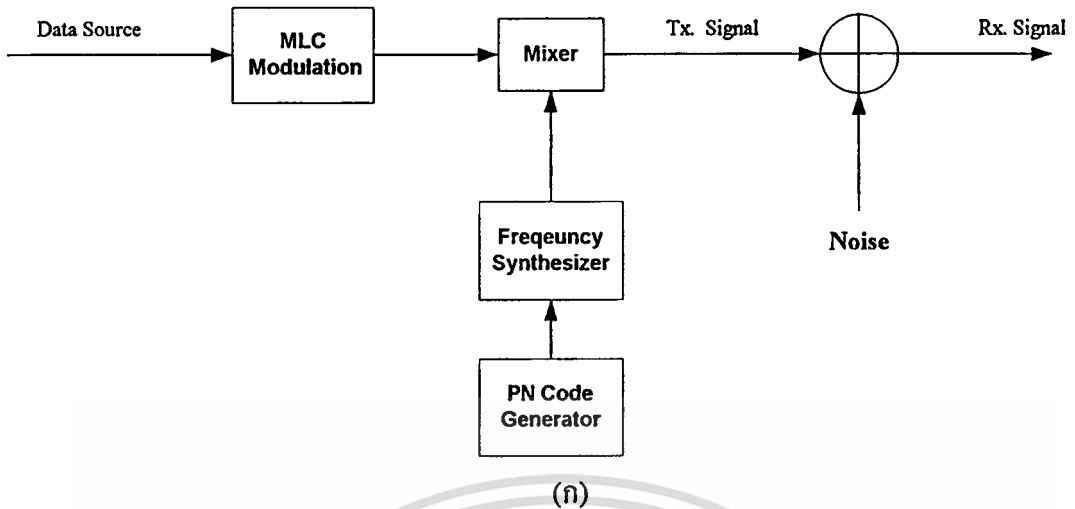 Data Source
MLC
Modulation
Mixer
Tx. Signal
Rx. Signal
Freqeuncy
Synthesizer
Noise
PN Code
Generator
(ก)